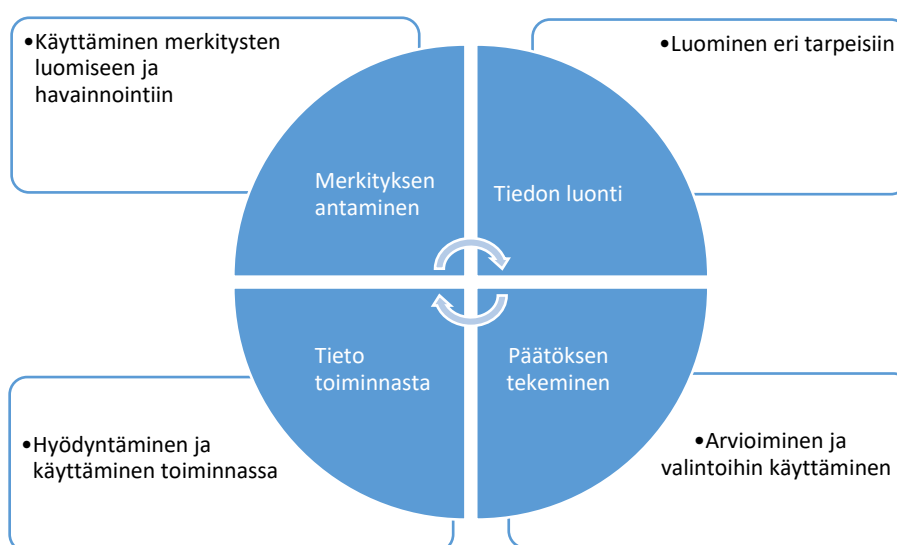 •Käyttäminen merkitysten
luomiseen ja
havainnointiin
•Luominen eri tarpeisiin
Merkityksen
antaminen
Tiedon luonti
Tieto
toiminnasta
Päätöksen
tekeminen
•Hyödyntäminen ja
käyttäminen toiminnassa
•Arvioiminen ja
valintoihin käyttäminen